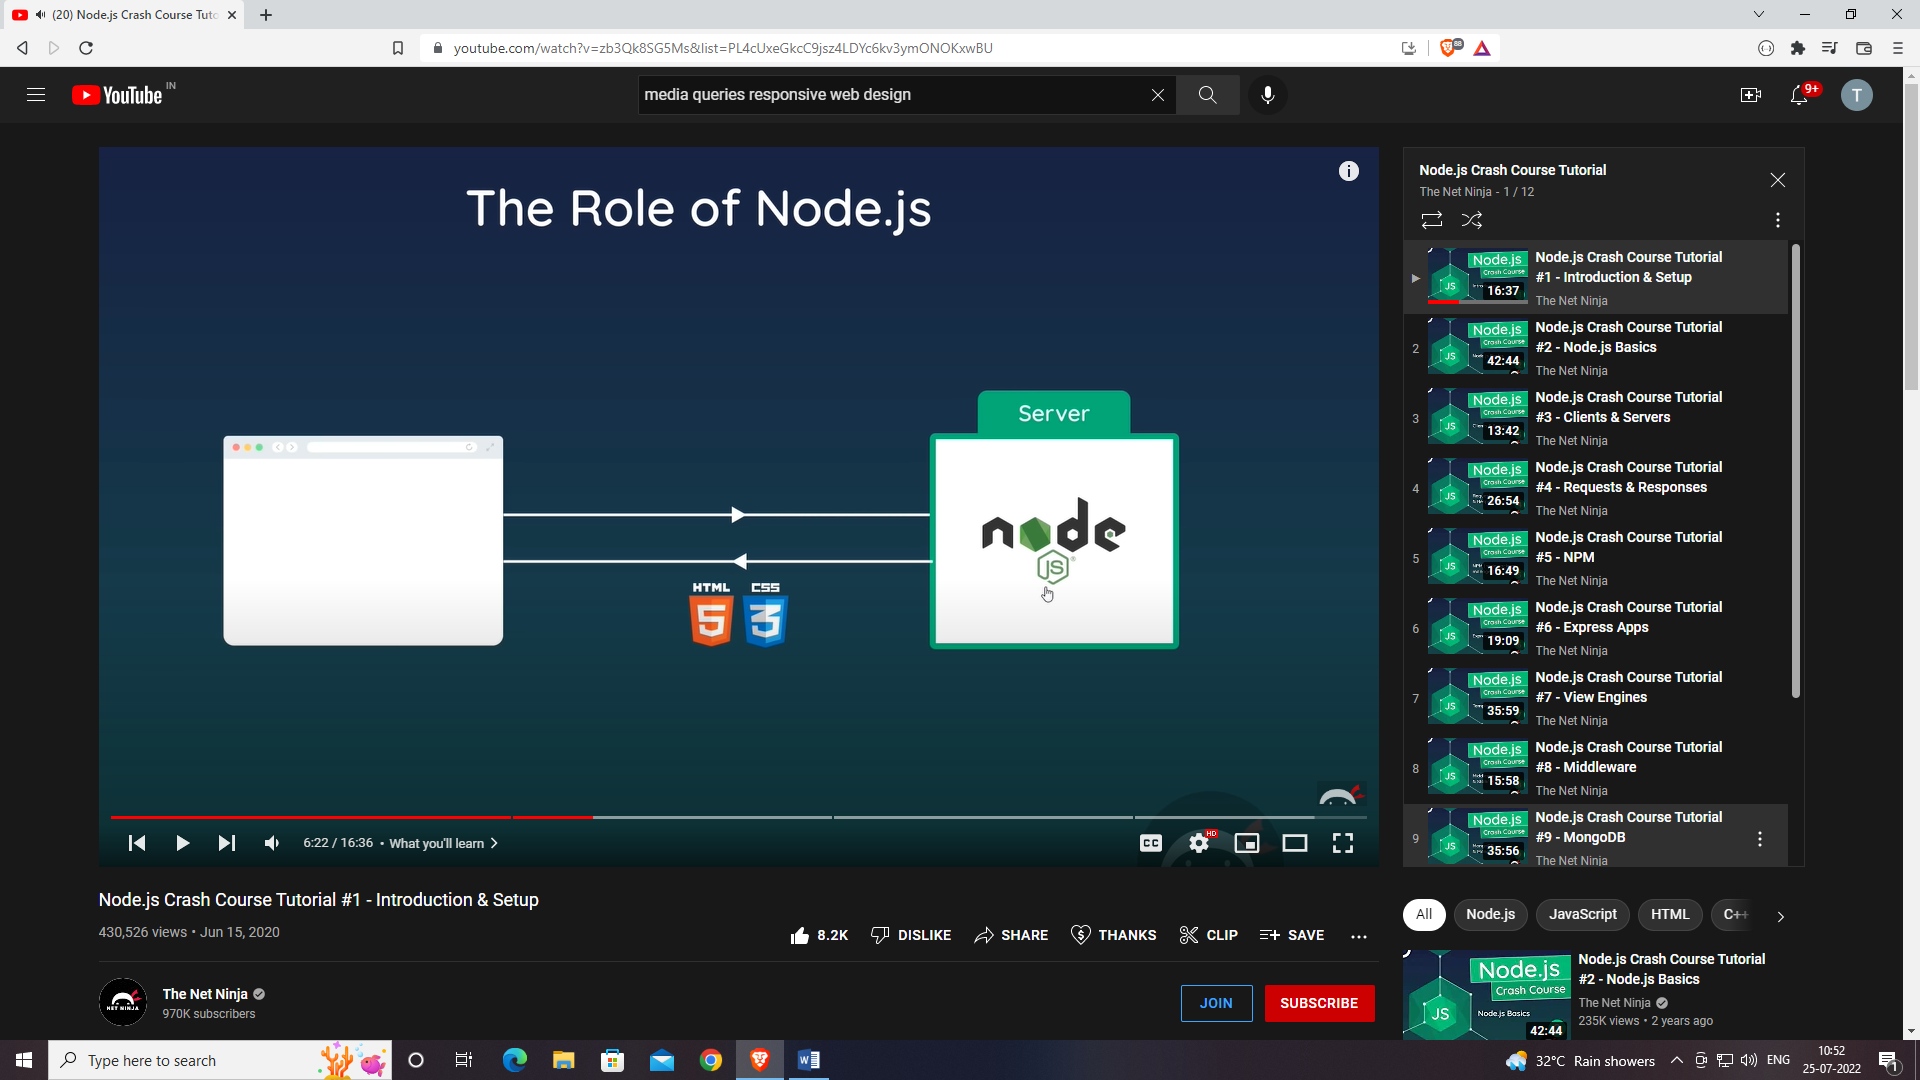 (20) Node.js Crash Course Tuto
youtube.com/watch?v=zb3Qk8SG5Ms&list=PL4cUxeGkcC9jsz4LDYc6kv3ymONOKxwBU
88
YouTube IN
media queries responsive web design
9+
T
The Role of Node.js
Server
node
JS
HTML CSS
5 3
6:22 / 16:36 • What you'll learn
CC
HD
Node.js Crash Course Tutorial
The Net Ninja - 1 / 12
Node.js Crash Course Tutorial
#1 - Introduction & Setup
The Net Ninja
16:37
2
Node.js Crash Course Tutorial
#2 - Node.js Basics
The Net Ninja
42:44
3
Node.js Crash Course Tutorial
#3 - Clients & Servers
The Net Ninja
13:42
4
Node.js Crash Course Tutorial
#4 - Requests & Responses
The Net Ninja
26:54
5
Node.js Crash Course Tutorial
#5 - NPM
The Net Ninja
16:49
6
Node.js Crash Course Tutorial
#6 - Express Apps
The Net Ninja
19:09
7
Node.js Crash Course Tutorial
#7 - View Engines
The Net Ninja
35:59
8
Node.js Crash Course Tutorial
#8 - Middleware
The Net Ninja
15:58
9
Node.js Crash Course Tutorial
#9 - MongoDB
The Net Ninja
35:56
Node.js Crash Course Tutorial #1 - Introduction & Setup
430,526 views • Jun 15, 2020
8.2K DISLIKE SHARE THANKS CLIP SAVE
NET NINJA
The Net Ninja
970K subscribers
JOIN SUBSCRIBE
All Node.js JavaScript HTML C++
Node.js
Crash Course
JS
Node.js Basics
42:44
Node.js Crash Course Tutorial
#2 - Node.js Basics
The Net Ninja
235K views • 2 years ago
Type here to search
32°C Rain showers
ENG
10:52
25-07-2022
1